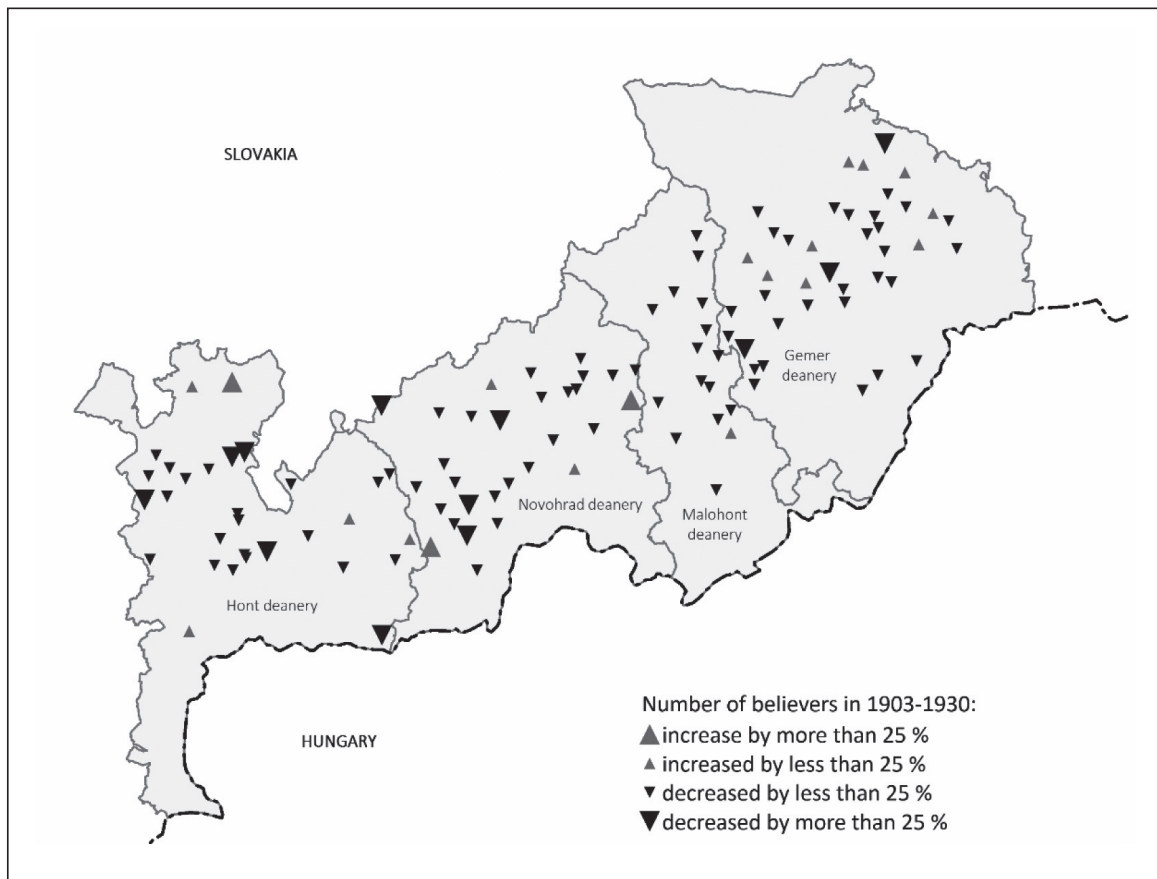 SLOVAKIA
Gemer
deanery
Novohrad deanery
Malohont
deanery
Hont deanery
HUNGARY
Number of believers in 1903-1930:
increase by more than 25 %
increased by less than 25 %
decreased by less than 25 %
decreased by more than 25 %